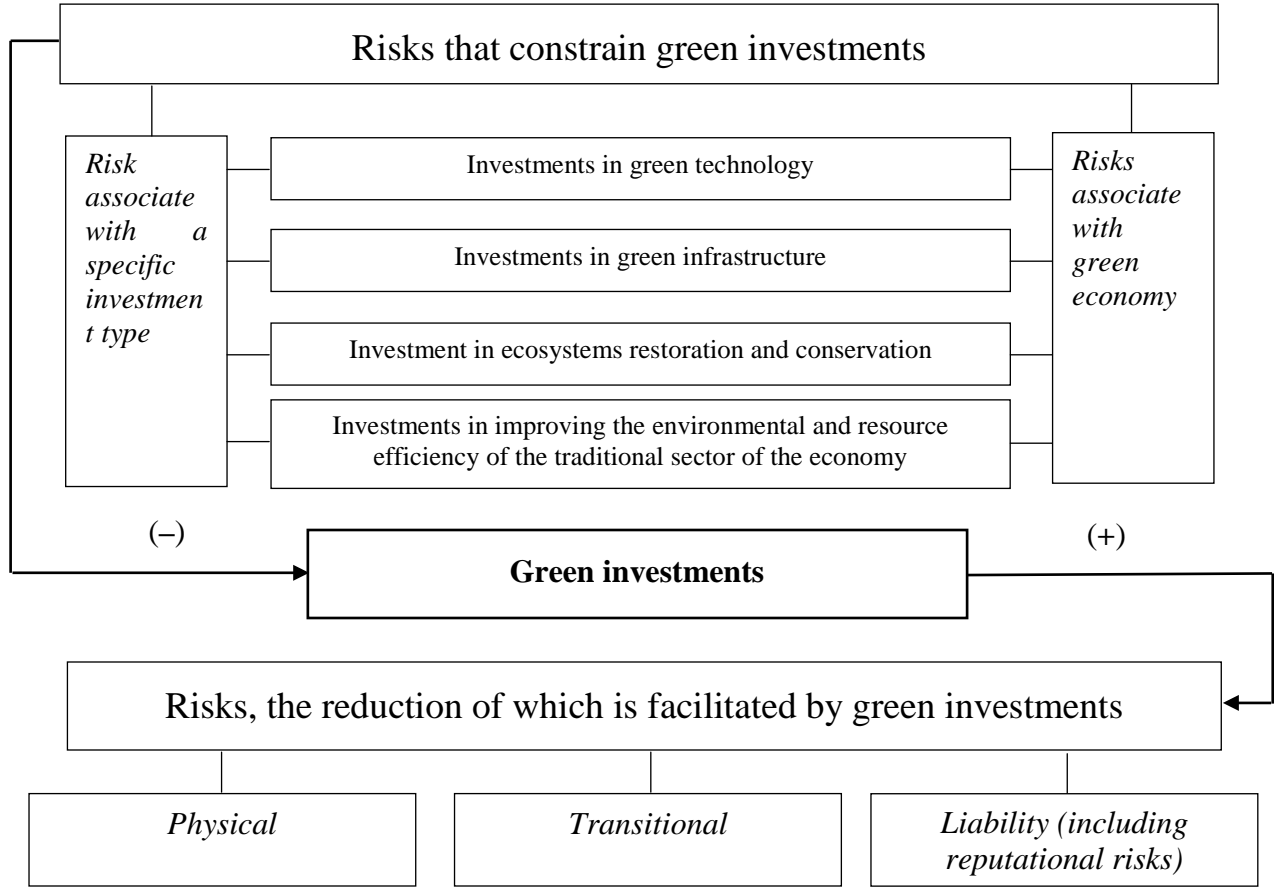 Risks that constrain green investments
Risk
associate
with a
specific
investmen
t type
Investments in green technology
Investments in green infrastructure
Investment in ecosystems restoration and conservation
Investments in improving the environmental and resource
efficiency of the traditional sector of the economy
Risks
associate
with
green
economy
(–)
(+)
Green investments
Risks, the reduction of which is facilitated by green investments
Physical
Transitional
Liability (including
reputational risks)